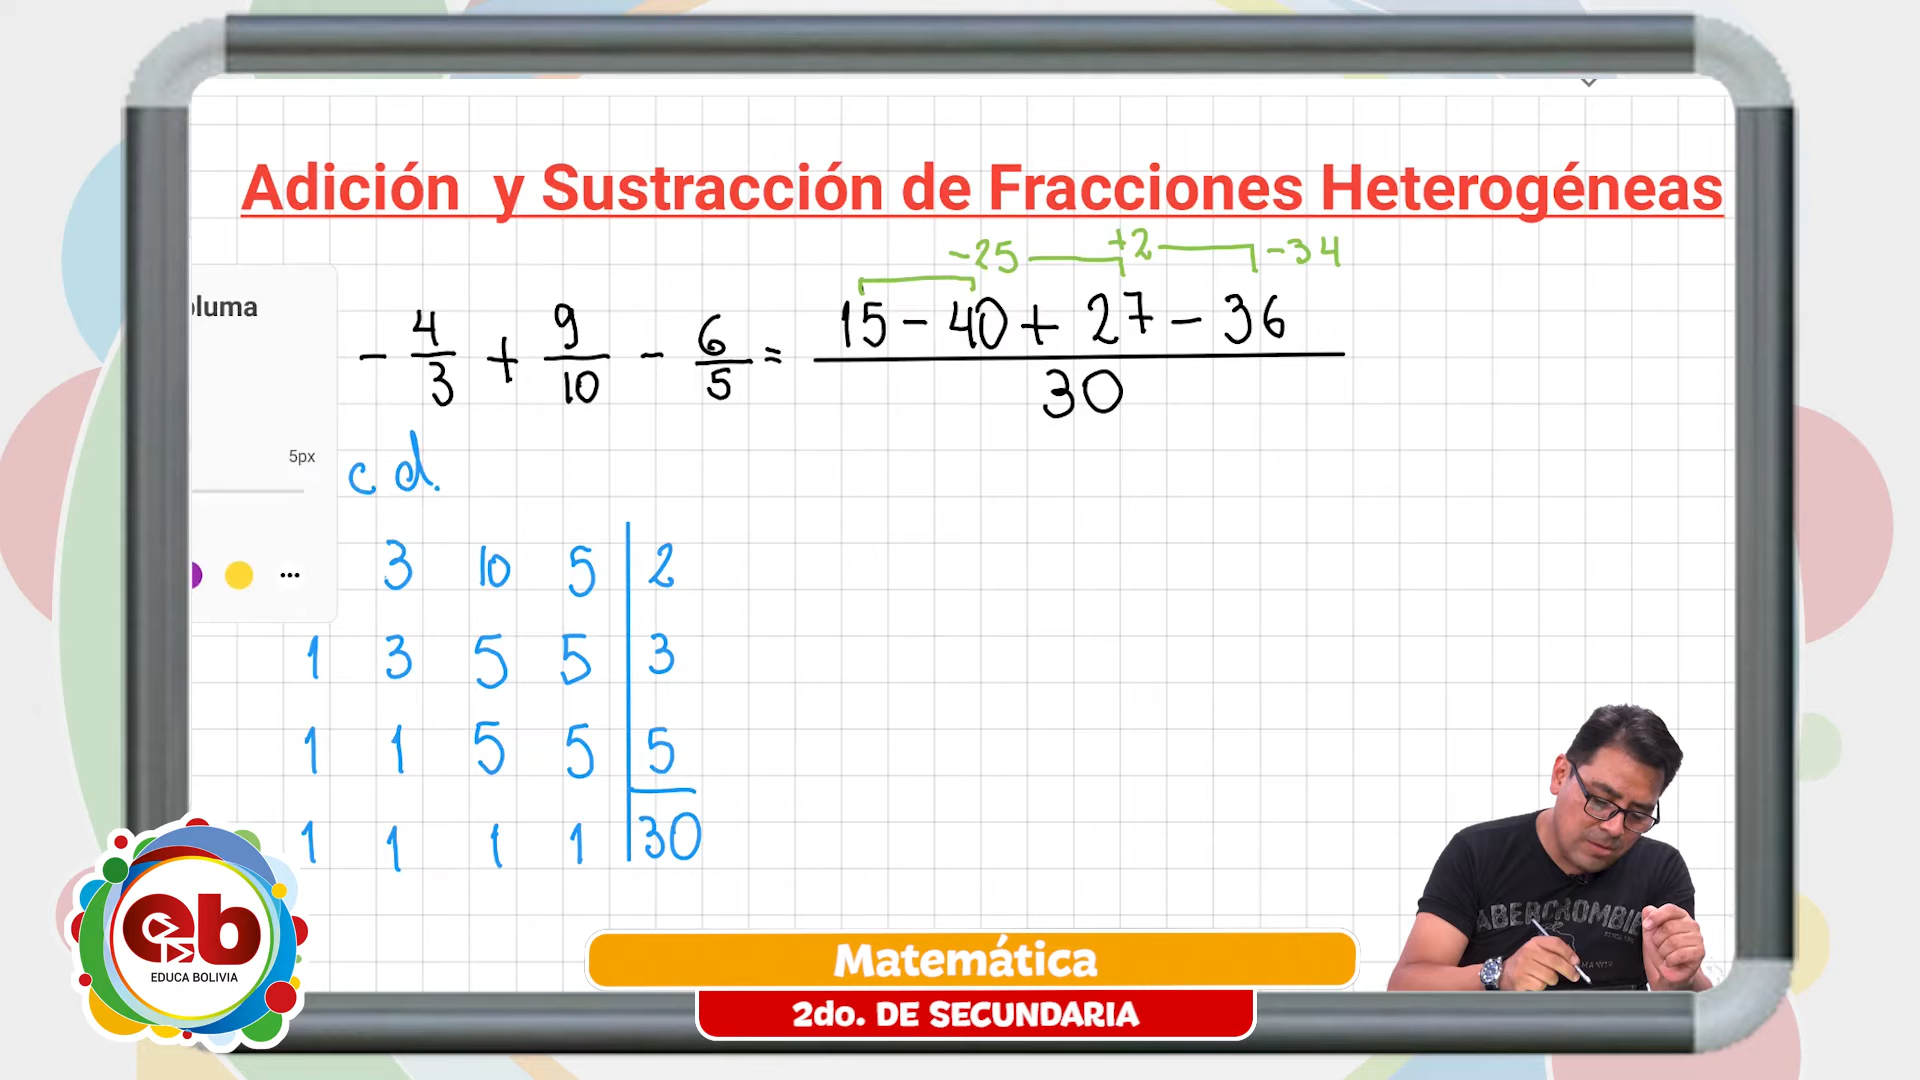 Adición y Sustracción de Fracciones Heterogéneas
-25 +2 -34
luma
- 4/3 + 9/10 - 6/5 = (15 - 40 + 27 - 36)/30
5px
c d.
3 10 5 | 2
...
1 3 5 5 | 3
1 1 5 5 | 5
1 1 1 1 | 30
eb
EDUCA BOLIVIA
ABERCROMBIE
Matemática
2do. DE SECUNDARIA